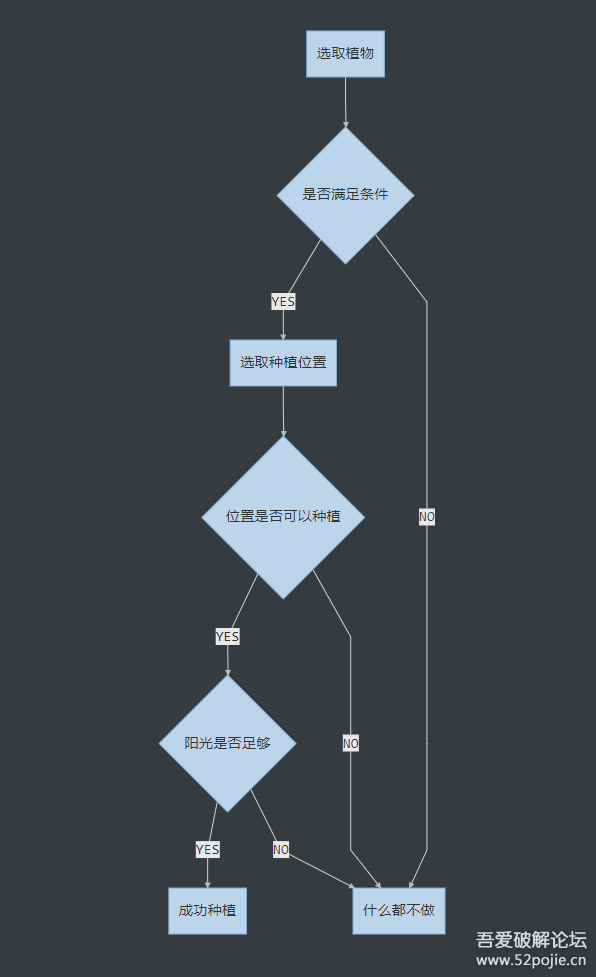 选取植物
是否满足条件
YES
选取种植位置
位置是否可以种植
NO
YES
阳光是否足够
NO
YES
NO
成功种植
什么都不做
吾爱破解论坛
www.52pojie.cn